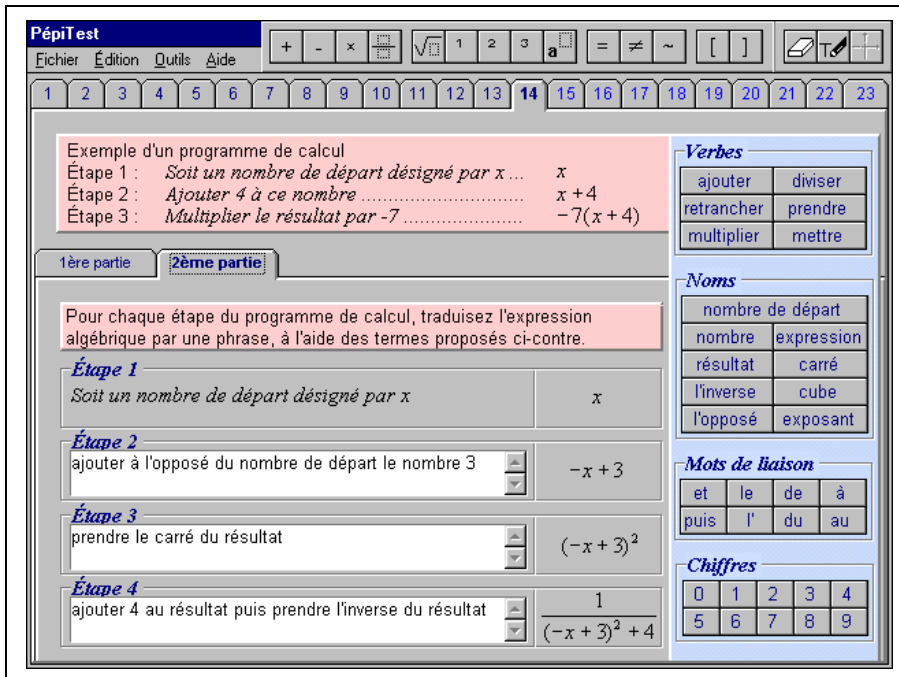 PépiTest
Fichier Édition Outils Aide
+ - × √ 1 2 3 a = ≠ ~ [ ] T
1 2 3 4 5 6 7 8 9 10 11 12 13 14 15 16 17 18 19 20 21 22 23
Exemple d'un programme de calcul
Étape 1 : Soit un nombre de départ désigné par x ... x
Étape 2 : Ajouter 4 à ce nombre .............................. x + 4
Étape 3 : Multiplier le résultat par -7 ...................... −7(x + 4)
1ère partie 2ème partie
Pour chaque étape du programme de calcul, traduisez l'expression
algébrique par une phrase, à l'aide des termes proposés ci-contre.
Étape 1
Soit un nombre de départ désigné par x x
Étape 2
ajouter à l'opposé du nombre de départ le nombre 3 −x + 3
Étape 3
prendre le carré du résultat (−x + 3)²
Étape 4
ajouter 4 au résultat puis prendre l'inverse du résultat 1
(−x + 3)² + 4
Verbes
ajouter diviser
retrancher prendre
multiplier mettre
Noms
nombre de départ
nombre expression
résultat carré
l'inverse cube
l'opposé exposant
Mots de liaison
et le de à
puis l' du au
Chiffres
0 1 2 3 4
5 6 7 8 9